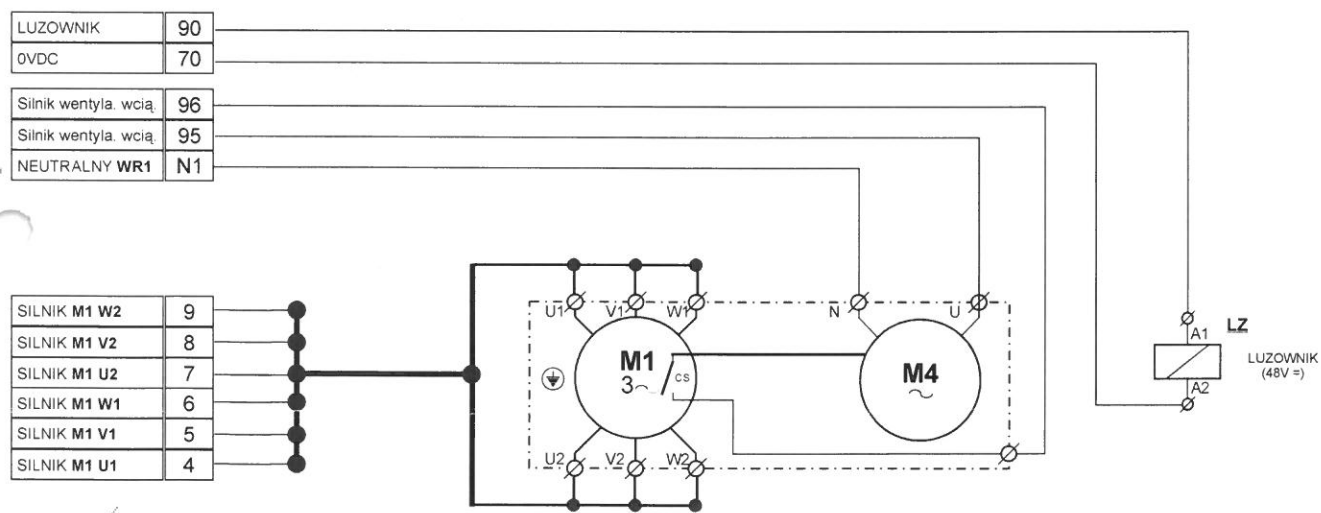 LUZOWNIK 90
0VDC 70
Silnik wentyla. wcią. 96
Silnik wentyla. wcią. 95
NEUTRALNY WR1 N1
SILNIK M1 W2 9
SILNIK M1 V2 8
SILNIK M1 U2 7
SILNIK M1 W1 6
SILNIK M1 V1 5
SILNIK M1 U1 4
U1 V1 W1 N U
M1
3~ CS
M4
~
U2 V2 W2
A1 LZ
LUZOWNIK
(48V =)
A2